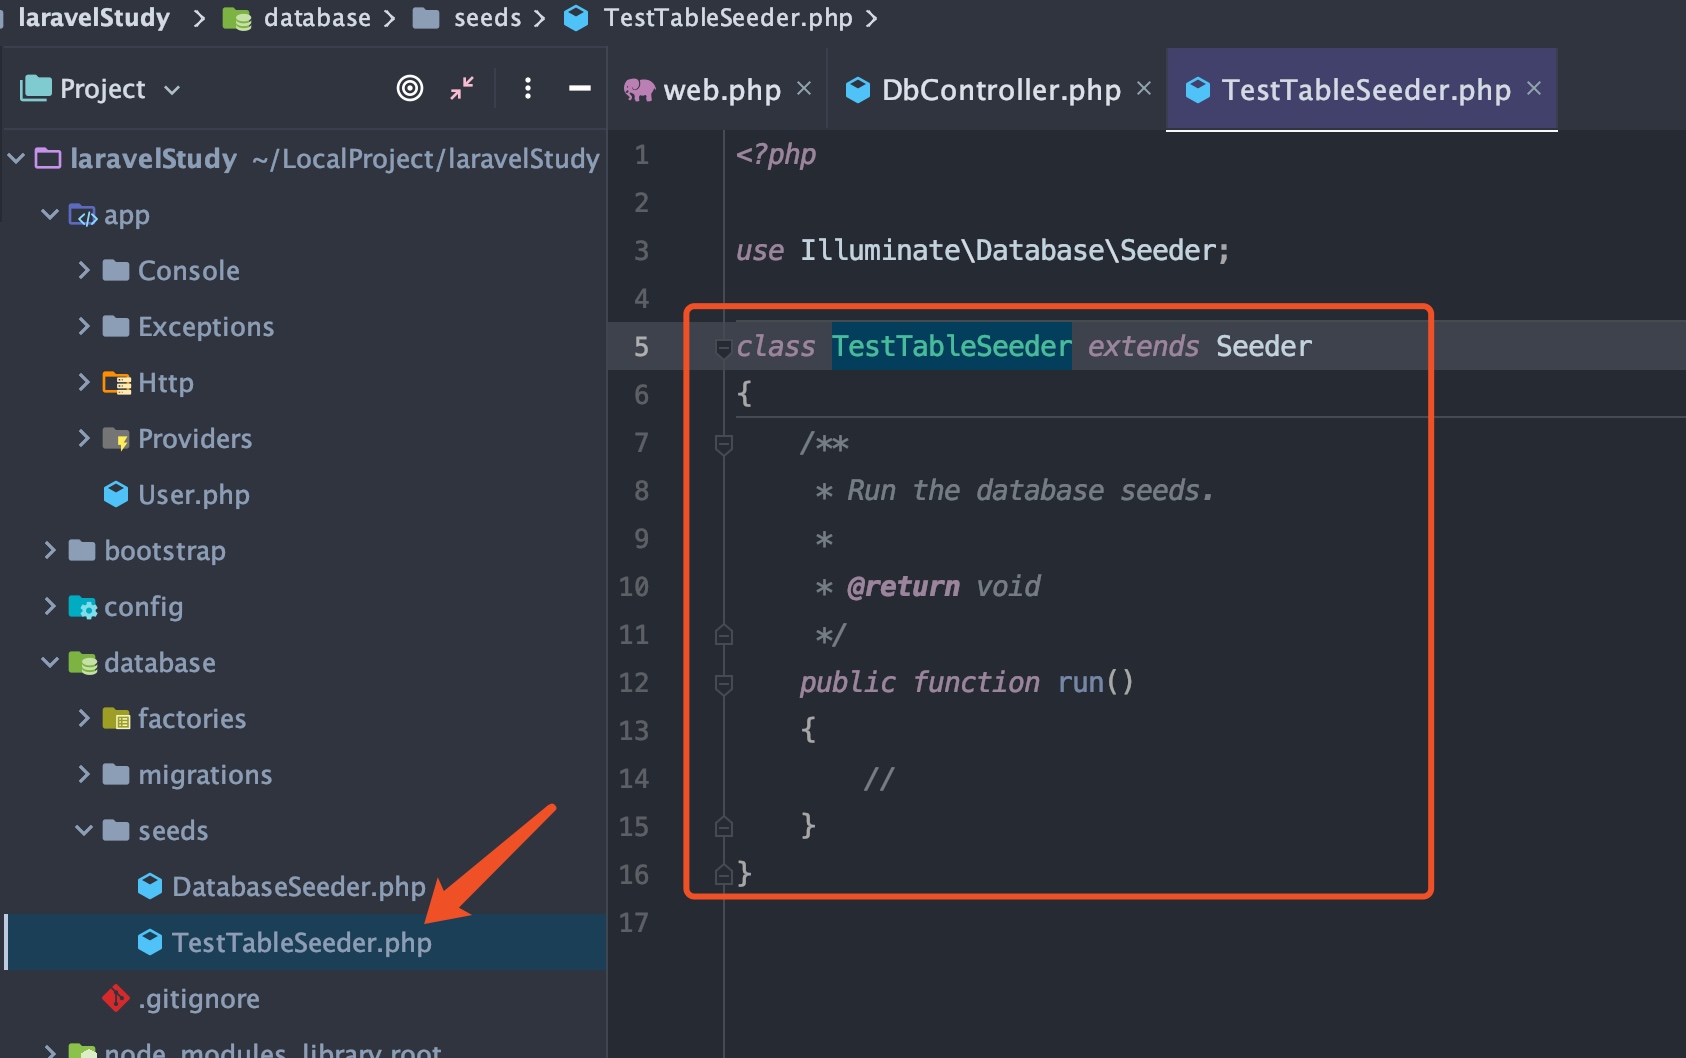 laravelStudy > database > seeds > TestTableSeeder.php >
Project
web.php × DbController.php × TestTableSeeder.php ×
laravelStudy ~/LocalProject/laravelStudy
app
Console
Exceptions
Http
Providers
User.php
bootstrap
config
database
factories
migrations
seeds
DatabaseSeeder.php
TestTableSeeder.php
.gitignore
node_modules library root
1 <?php
2
3 use Illuminate\Database\Seeder;
4
5 class TestTableSeeder extends Seeder
6 {
7 /**
8 * Run the database seeds.
9 *
10 * @return void
11 */
12 public function run()
13 {
14 //
15 }
16 }
17